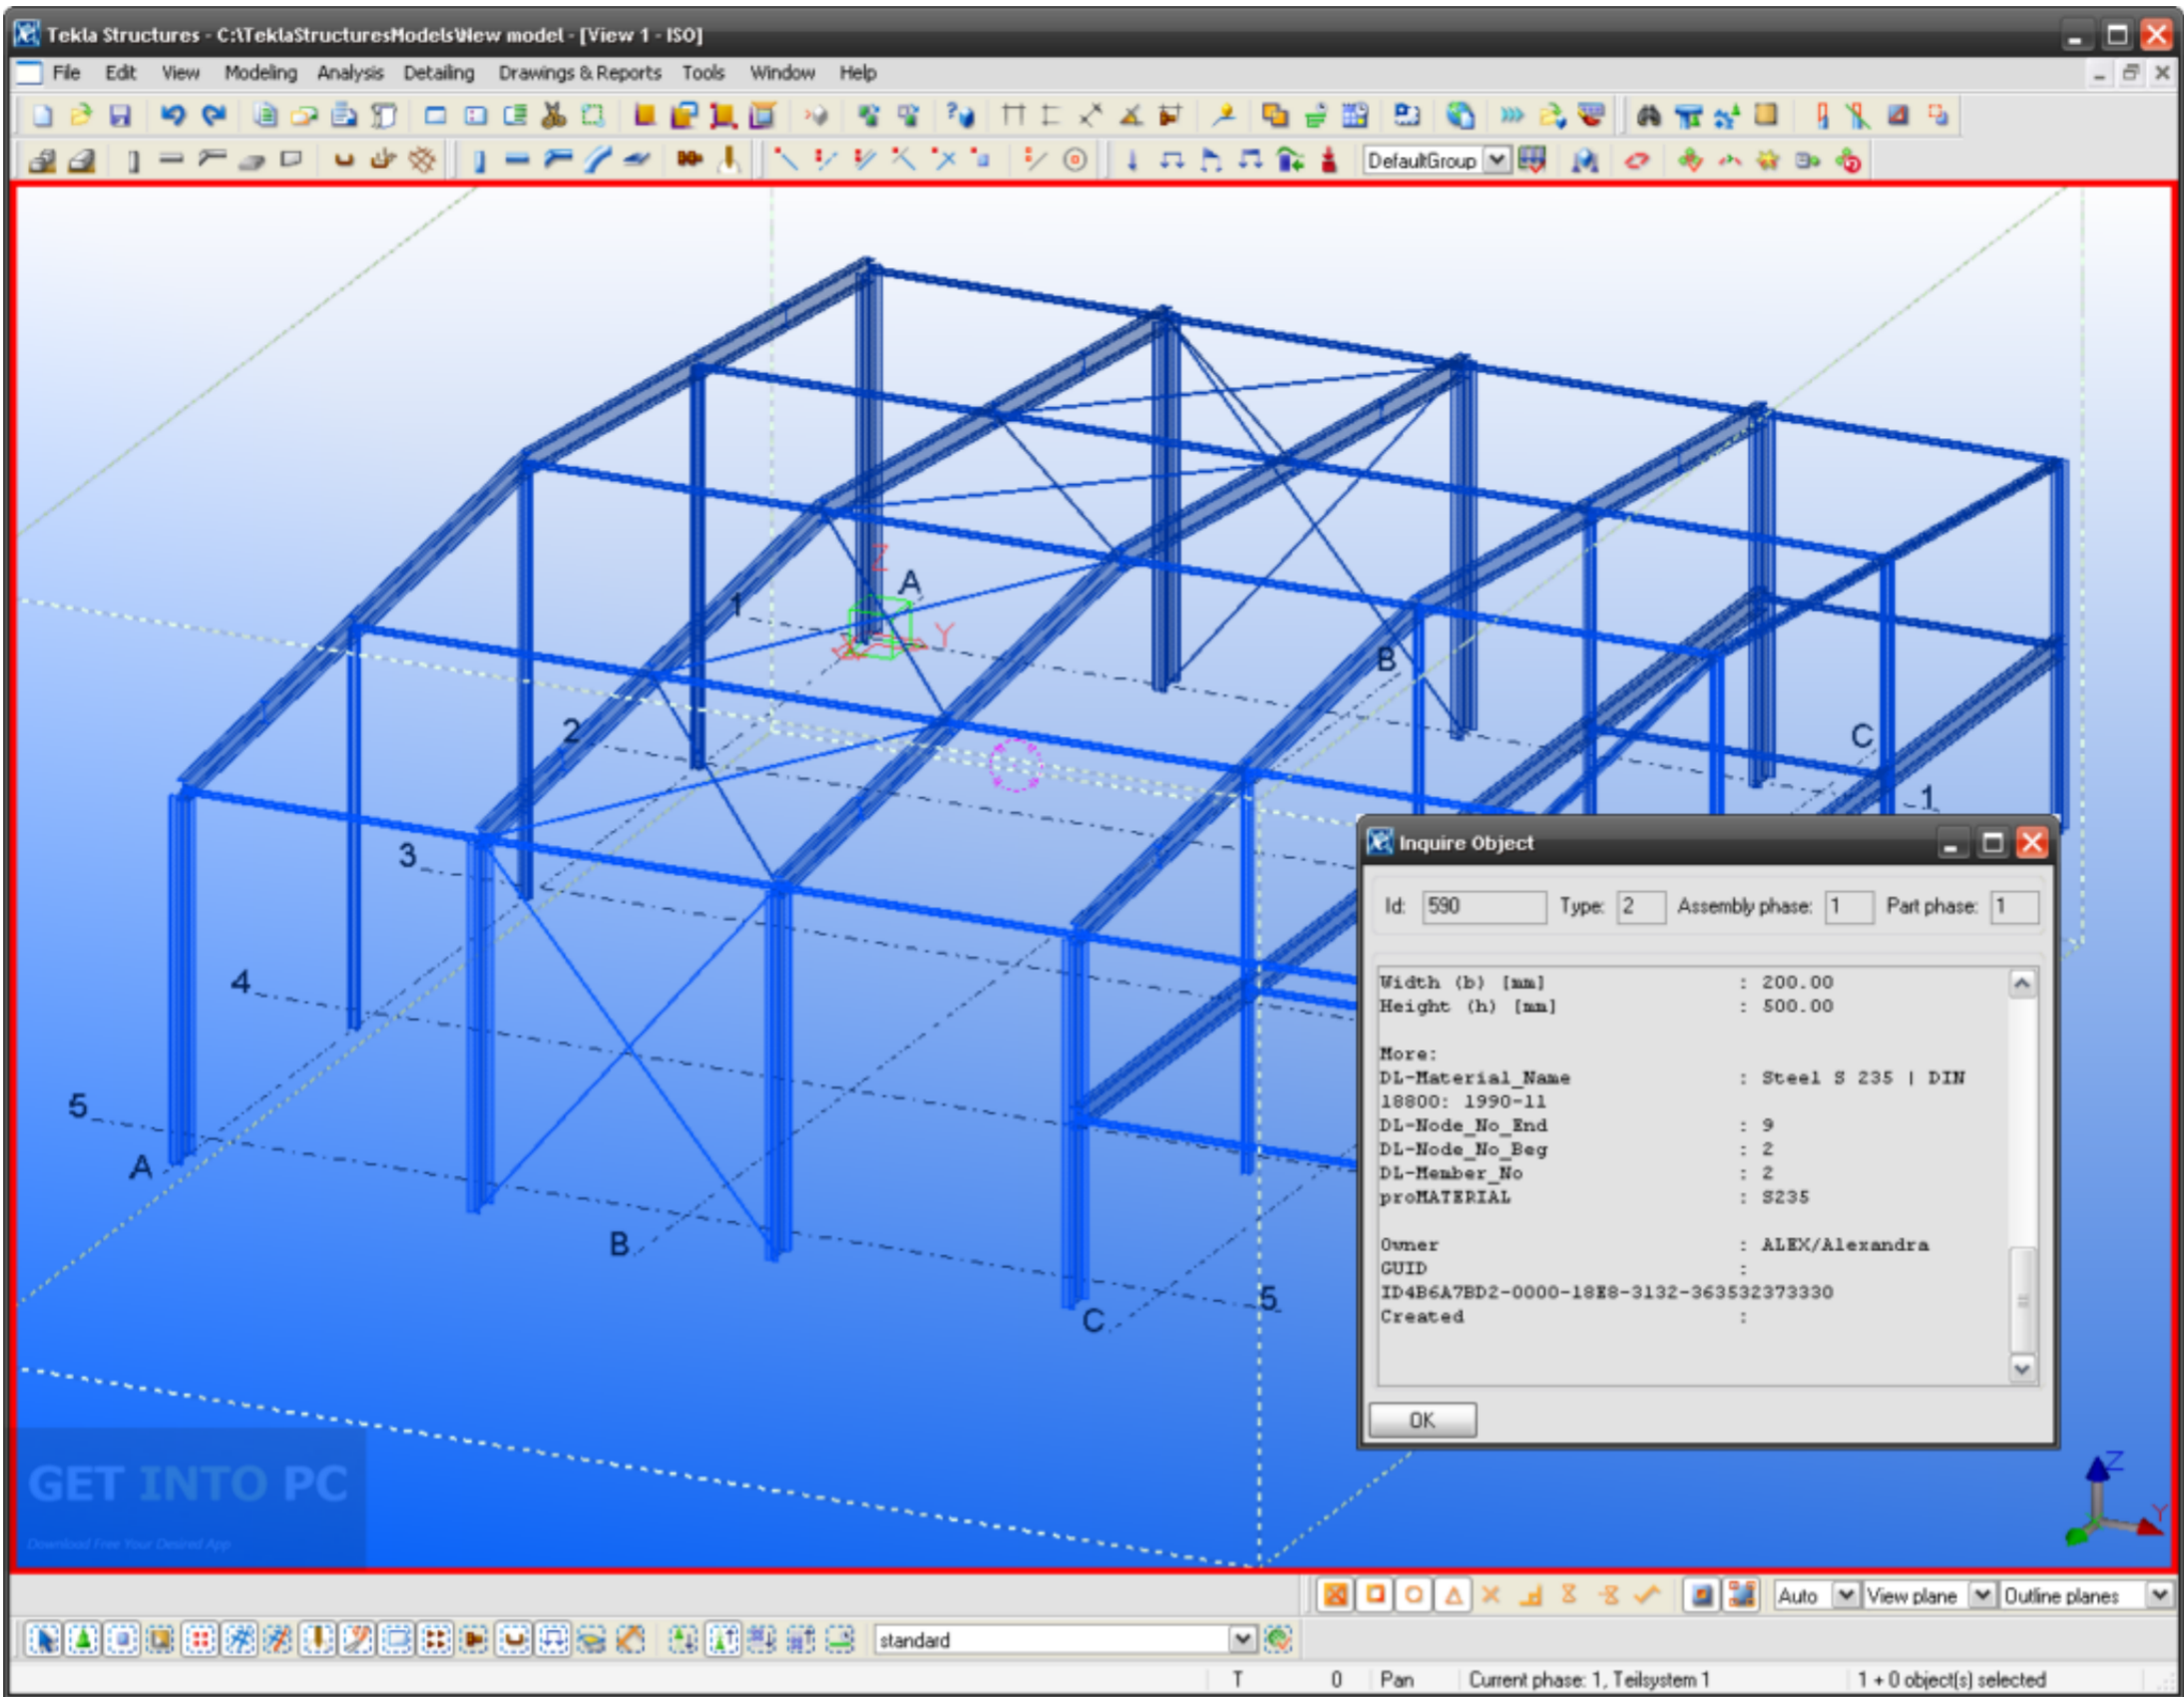 Tekla Structures - C:\TeklaStructuresModels\New model - [View 1 - ISO]
File Edit View Modeling Analysis Detailing Drawings & Reports Tools Window Help
DefaultGroup
Z
A
1
Y
B
2
C
1
3
4
5
A
B
5
C
Inquire Object
Id: 590 Type: 2 Assembly phase: 1 Part phase: 1
Width (b) [mm] : 200.00
Height (h) [mm] : 500.00
More:
DL-Material_Name : Steel S 235 | DIN
18800: 1990-11
DL-Node_No_End : 9
DL-Node_No_Beg : 2
DL-Member_No : 2
proMATERIAL : S235
Owner : ALEX/Alexandra
GUID :
ID4B6A7BD2-0000-18E8-3132-363532373330
Created :
OK
GET INTO PC
Download Free Your Desired App
Z
Y
Auto View plane Outline planes
standard
T 0 Pan Current phase: 1, Teilsystem 1 1 + 0 object(s) selected